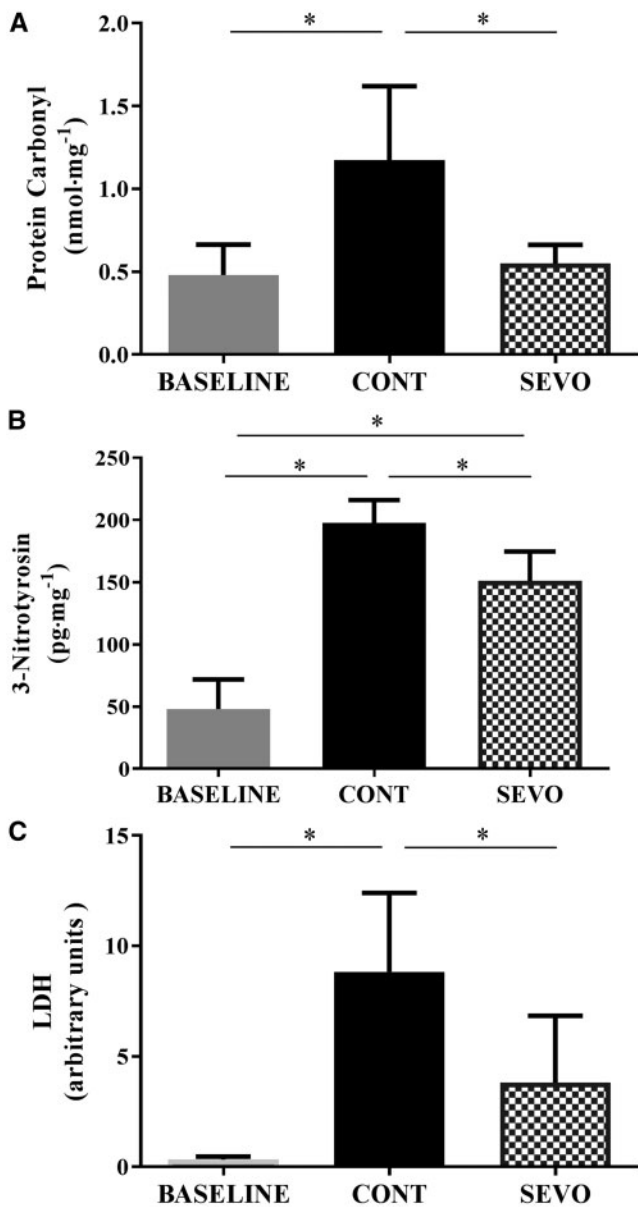 A
*
*
2.0
1.5
1.0
0.5
0.0
Protein Carbonyl
(nmol·mg⁻¹)
BASELINE CONT SEVO
B
*
*
*
250
200
150
100
50
0
3-Nitrotyrosin
(pg·mg⁻¹)
BASELINE CONT SEVO
C
*
*
15
10
5
0
LDH
(arbitrary units )
BASELINE CONT SEVO